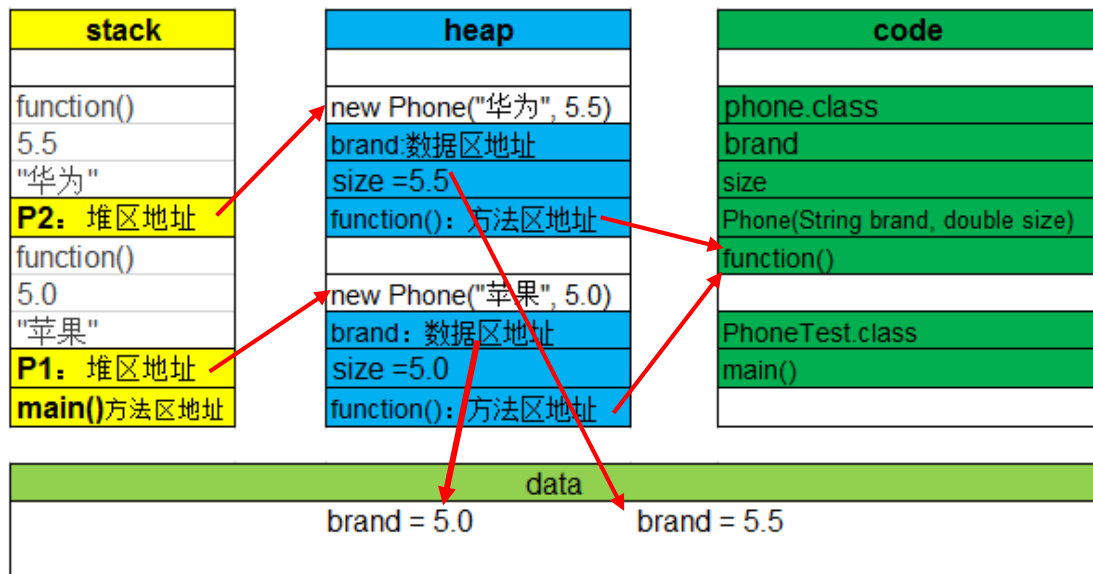 stack
function()
5.5
"华为"
P2：堆区地址
function()
5.0
"苹果"
P1：堆区地址
main()方法区地址
heap
new Phone("华为", 5.5)
brand:数据区地址
size =5.5
function()：方法区地址
new Phone("苹果", 5.0)
brand：数据区地址
size =5.0
function()：方法区地址
code
phone.class
brand
size
Phone(String brand, double size)
function()
PhoneTest.class
main()
data
brand = 5.0
brand = 5.5